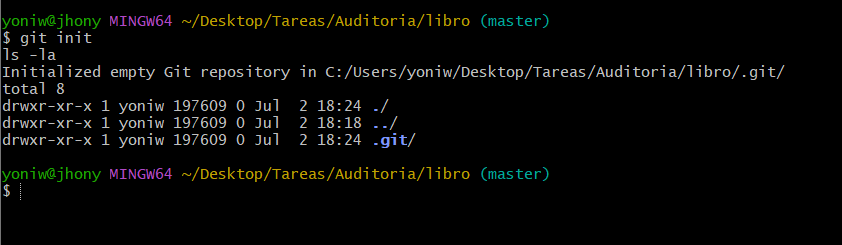 yoniw@jhony MINGW64 ~/Desktop/Tareas/Auditoria/libro (master)
$ git init
ls -la
Initialized empty Git repository in C:/Users/yoniw/Desktop/Tareas/Auditoria/libro/.git/
total 8
drwxr-xr-x 1 yoniw 197609 0 Jul  2 18:24 ./
drwxr-xr-x 1 yoniw 197609 0 Jul  2 18:18 ../
drwxr-xr-x 1 yoniw 197609 0 Jul  2 18:24 .git/
yoniw@jhony MINGW64 ~/Desktop/Tareas/Auditoria/libro (master)
$